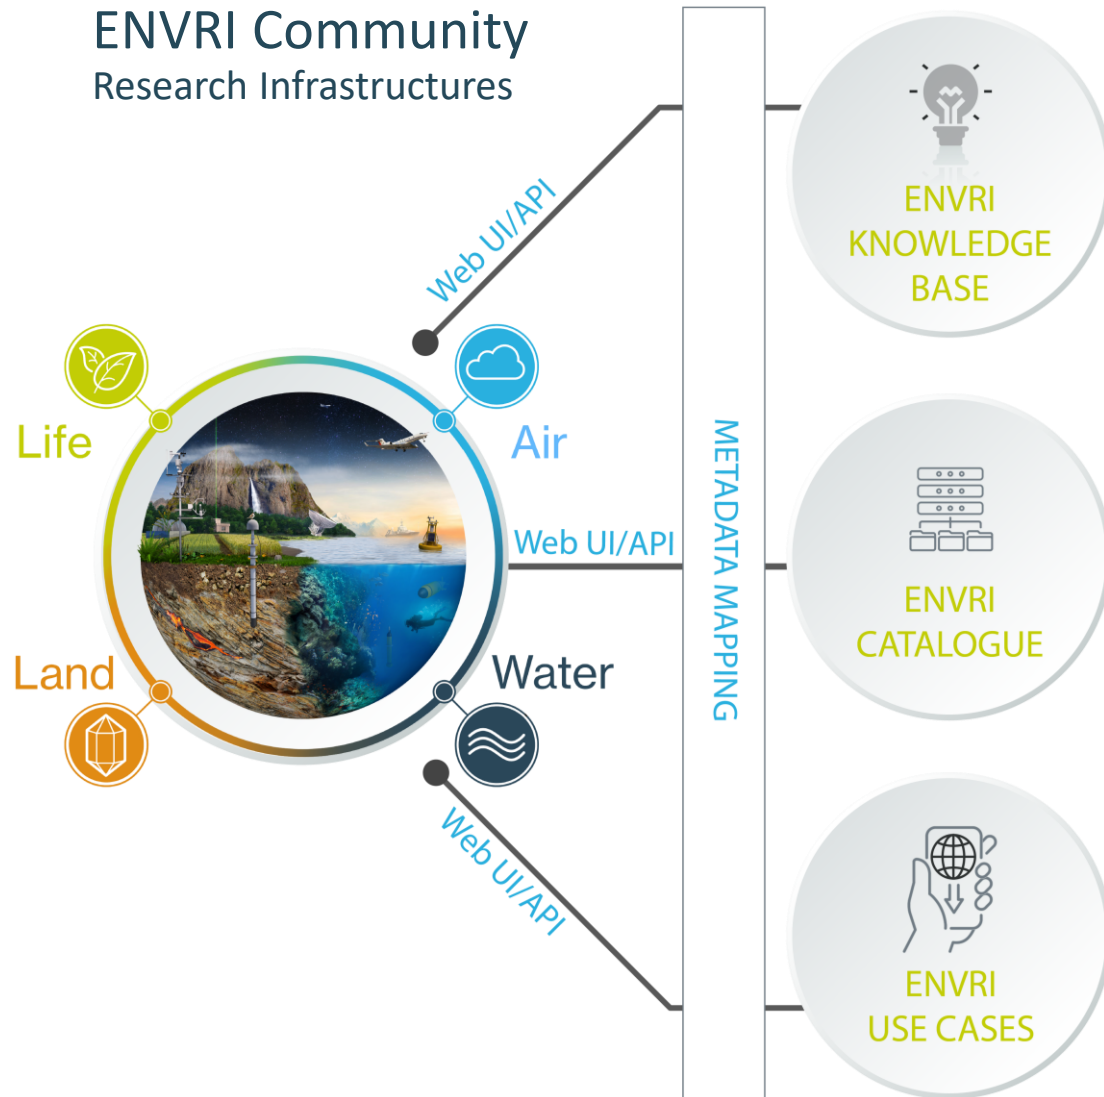 ENVRI Community
Research Infrastructures
Web UI/API
ENVRI
KNOWLEDGE
BASE
Life
Air
Web UI/API
METADATA MAPPING
ENVRI
CATALOGUE
Land
Water
Web UI/API
ENVRI
USE CASES